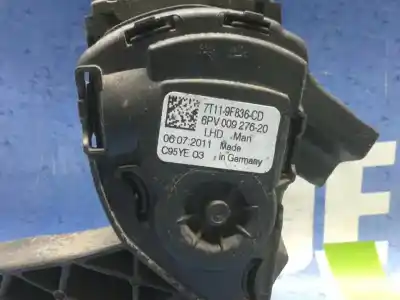 7T11-9F836-CD
6PV 009 276-20
LHD Man
06.07.2011 Made
C95YE 03 in Germany